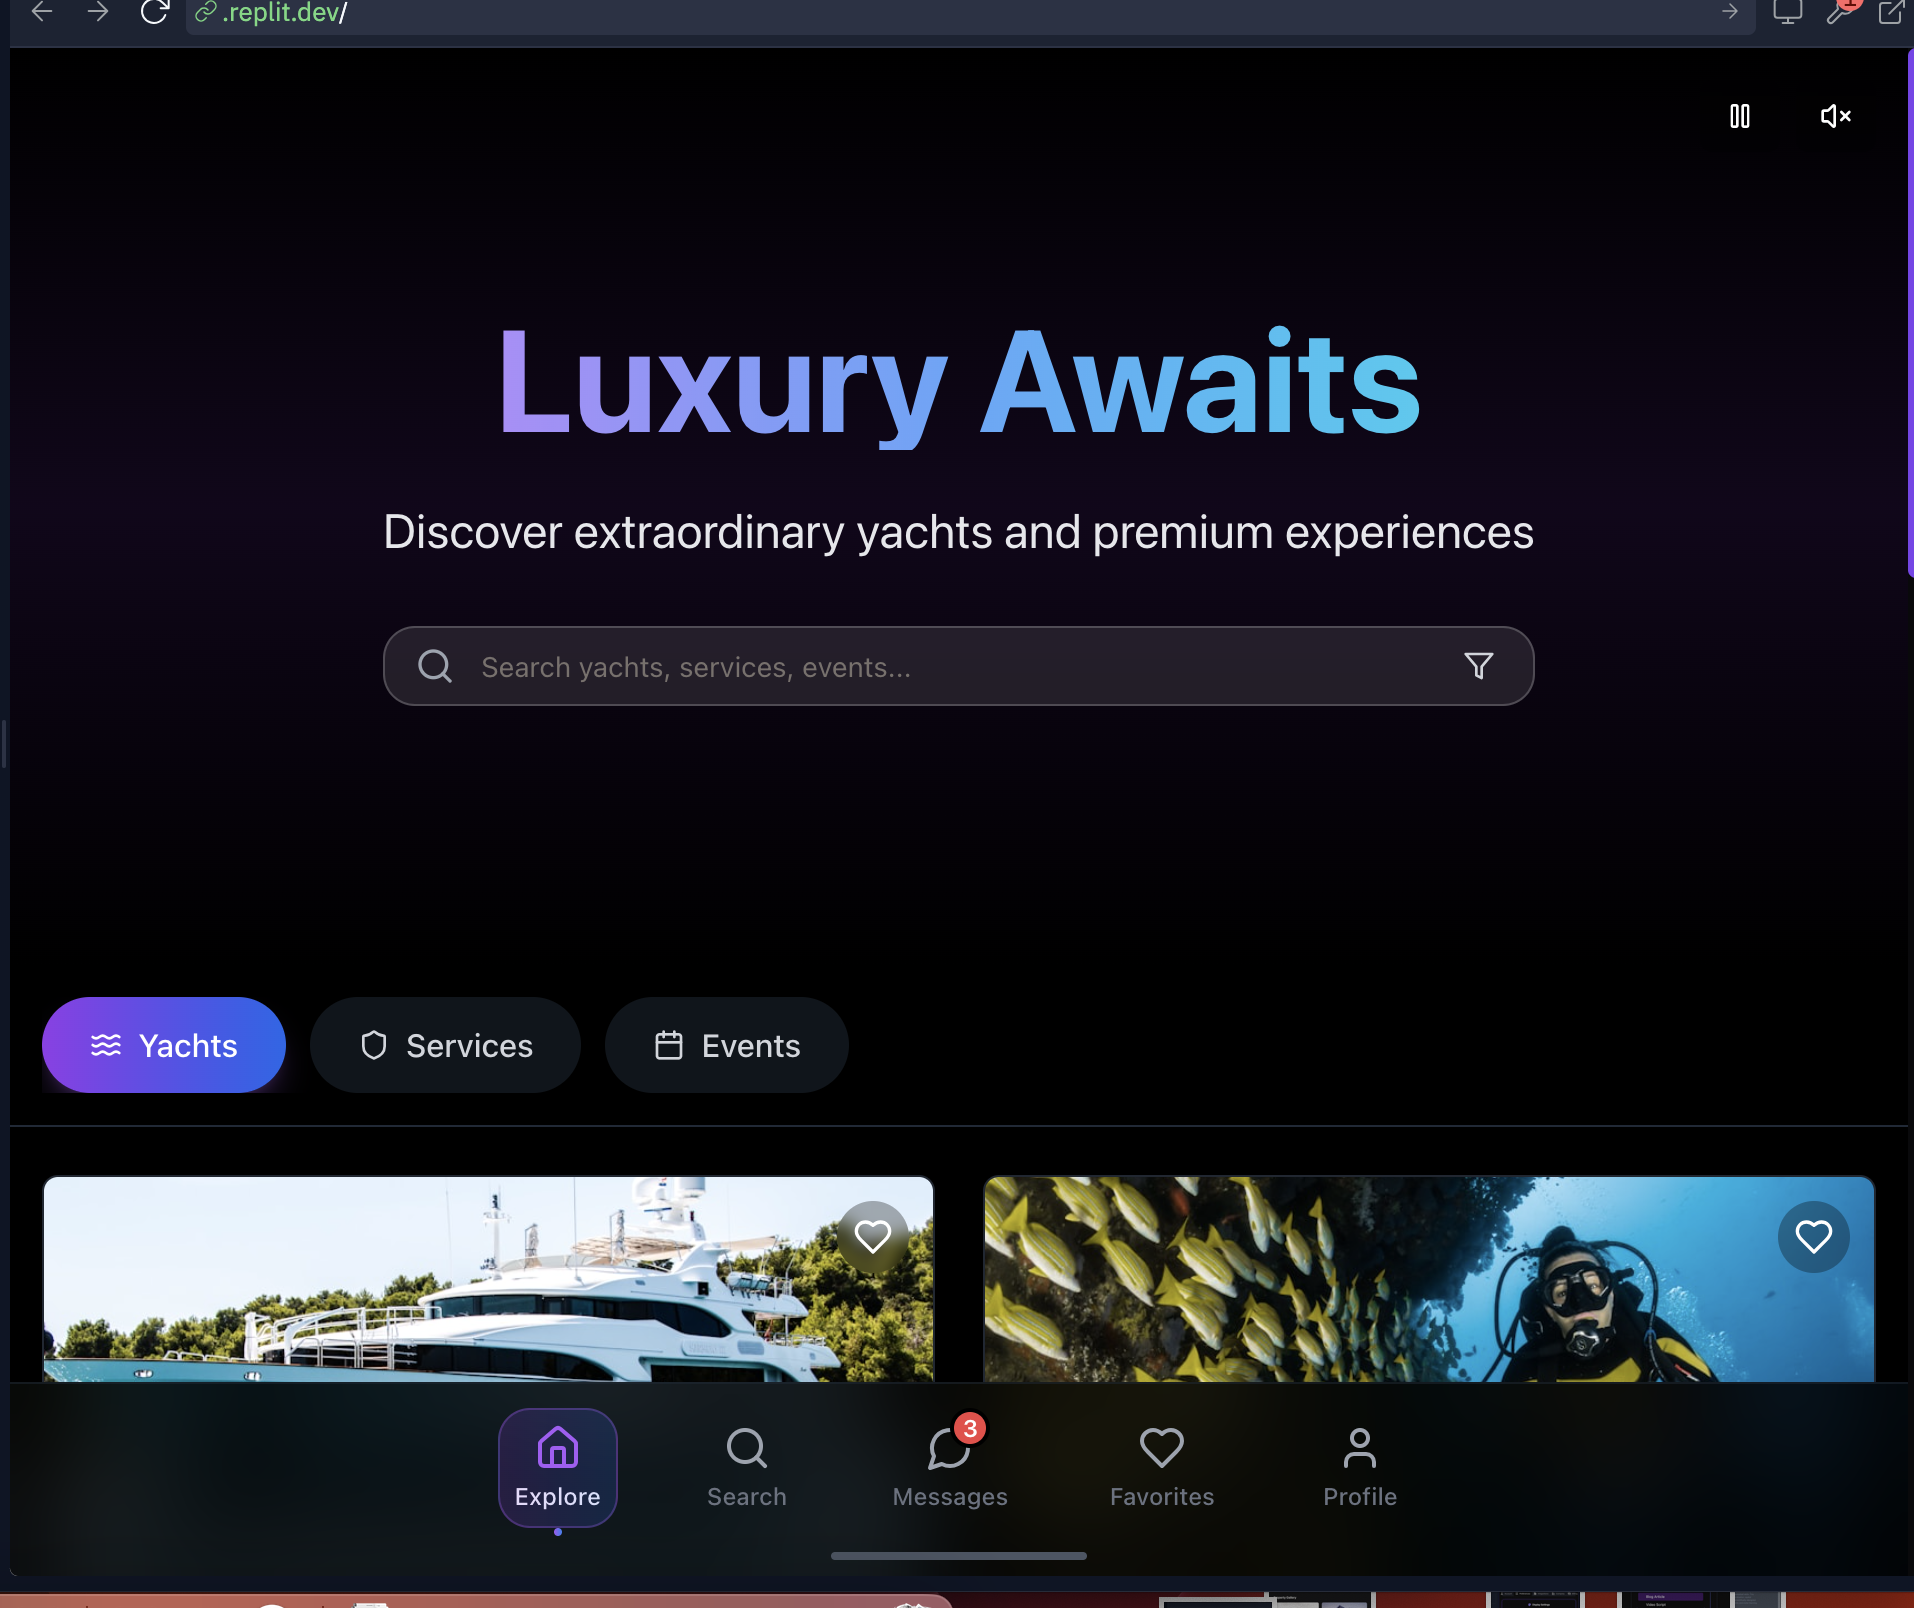 .replit.dev/
1
Luxury Awaits
Discover extraordinary yachts and premium experiences
Search yachts, services, events...
Yachts
Services
Events
3
Explore
Search
Messages
Favorites
Profile